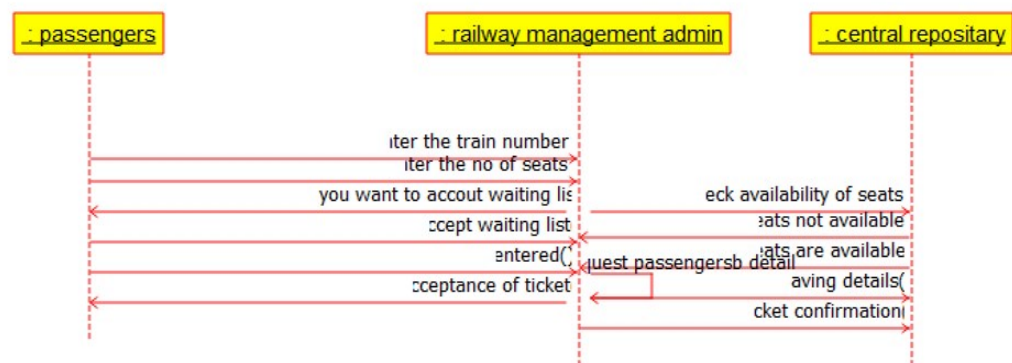 : passengers
: railway management admin
: central repositary
iter the train number
iter the no of seats
you want to accout waiting lis
eck availability of seats
eats not available
ccept waiting list
eats are available
entered()
quest passengersb detail
aving details(
cceptance of ticket
cket confirmation